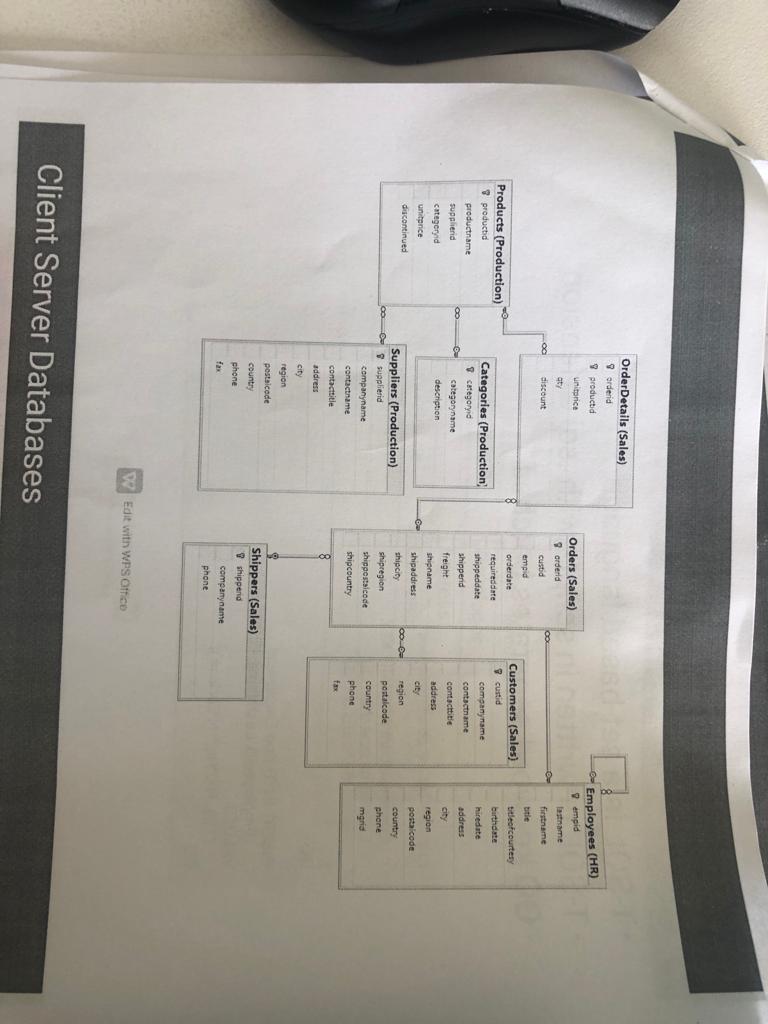 OrderDetails (Sales)
orderid
productid
unitprice
qty
discount
Products (Production)
productid
productname
supplierid
categoryid
unitprice
discontinued
Categories (Production)
categoryid
categoryname
description
Suppliers (Production)
supplierid
companyname
contactname
contacttitle
address
city
region
postalcode
country
phone
fax
Orders (Sales)
orderid
custid
empid
orderdate
requireddate
shippeddate
shipperid
freight
shipname
shipaddress
shipcity
shipregion
shippostalcode
shipcountry
Customers (Sales)
custid
companyname
contactname
contacttitle
address
city
region
postalcode
country
phone
fax
Employees (HR)
empid
lastname
firstname
title
titleofcourtesy
birthdate
hiredate
address
city
region
postalcode
country
phone
mgrid
Shippers (Sales)
shipperid
companyname
phone
W
Edit with WPS Office
Client Server Databases